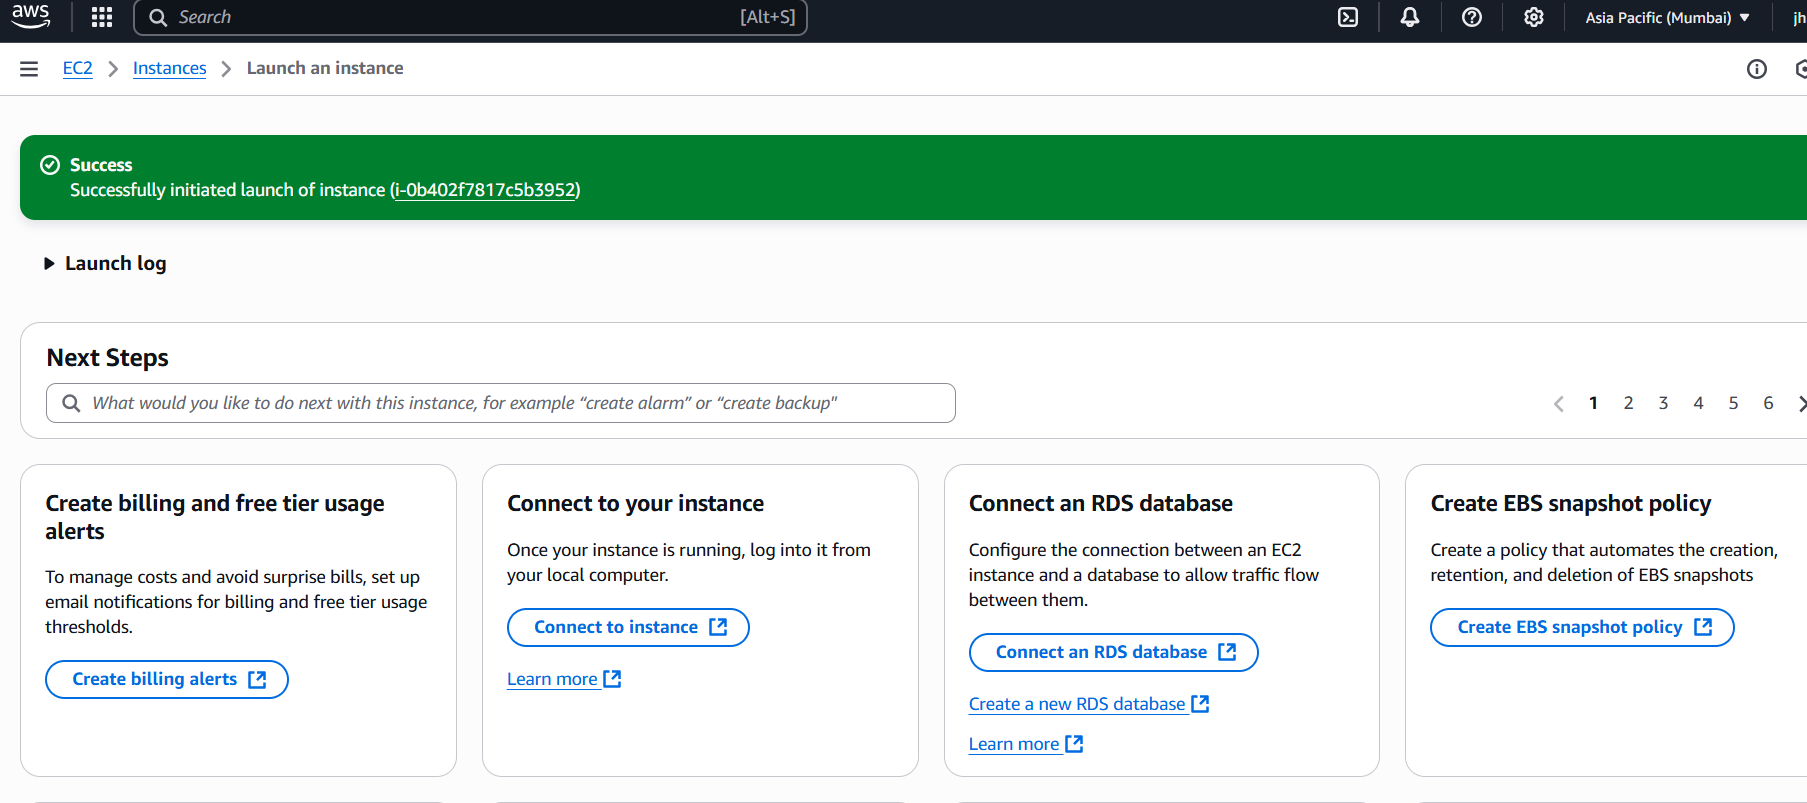 aws
Search
[Alt+S]
Asia Pacific (Mumbai)
jh
EC2
Instances
Launch an instance
Success
Successfully initiated launch of instance (i-0b402f7817c5b3952)
Launch log
Next Steps
What would you like to do next with this instance, for example “create alarm” or “create backup"
1 2 3 4 5 6
Create billing and free tier usage
alerts
To manage costs and avoid surprise bills, set up
email notifications for billing and free tier usage
thresholds.
Create billing alerts
Connect to your instance
Once your instance is running, log into it from
your local computer.
Connect to instance
Learn more
Connect an RDS database
Configure the connection between an EC2
instance and a database to allow traffic flow
between them.
Connect an RDS database
Create a new RDS database
Learn more
Create EBS snapshot policy
Create a policy that automates the creation,
retention, and deletion of EBS snapshots
Create EBS snapshot policy